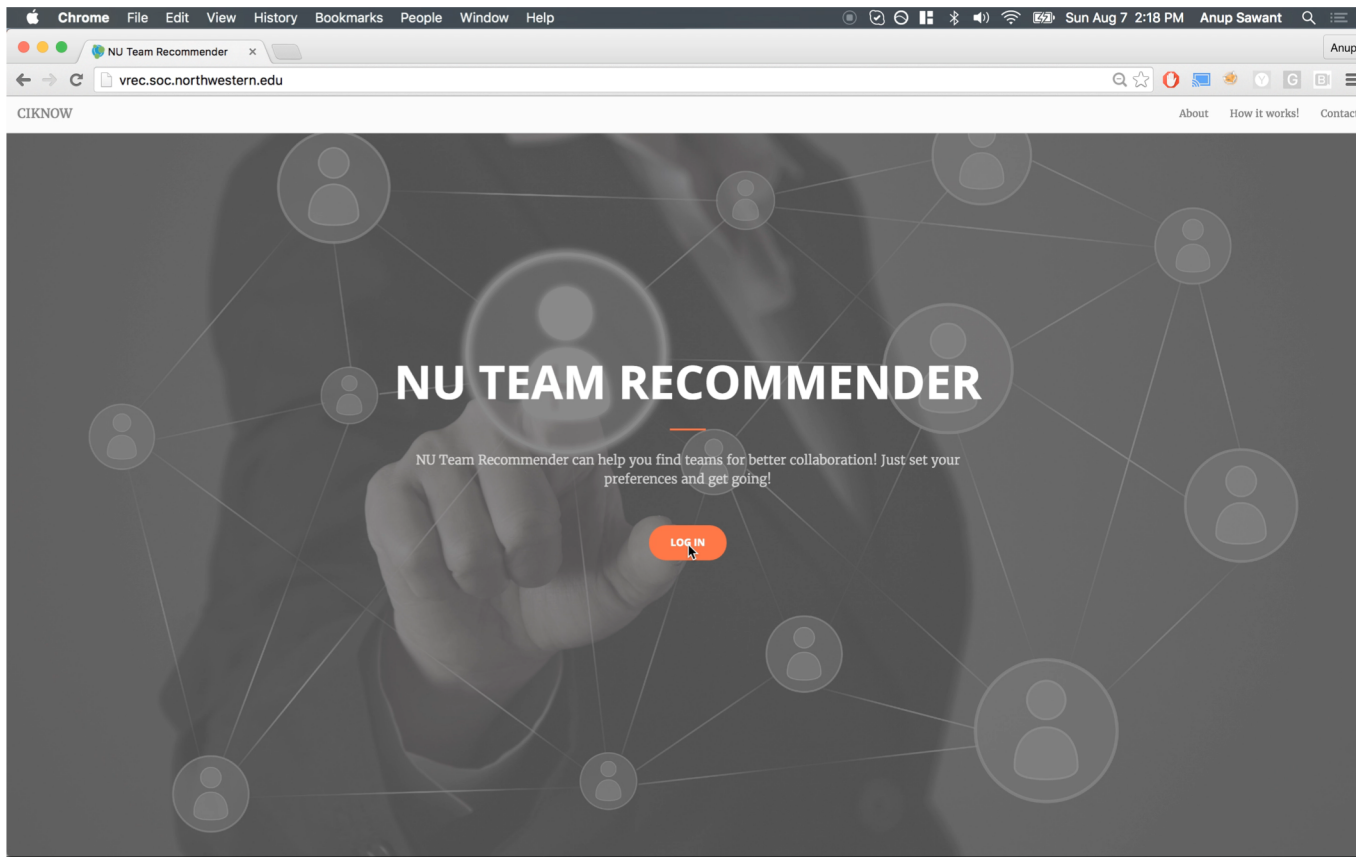 Chrome File Edit View History Bookmarks People Window Help Sun Aug 7 2:18 PM Anup Sawant
NU Team Recommender Anup
vrec.soc.northwestern.edu
CIKNOW About How it works! Contact
NU TEAM RECOMMENDER
NU Team Recommender can help you find teams for better collaboration! Just set your
preferences and get going!
LOG IN